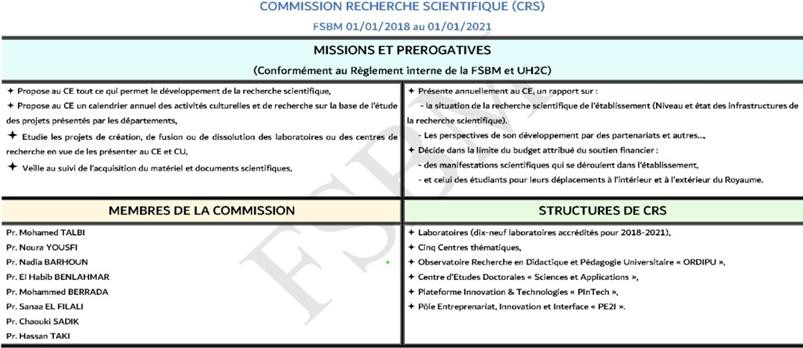 COMMISSION RECHERCHE SCIENTIFIQUE (CRS)
FSBM 01/01/2018 au 01/01/2021
MISSIONS ET PREROGATIVES
(Conformément au Règlement interne de la FSBM et UH2C)
✦ Propose au CE tout ce qui permet le développement de la recherche scientifique,
✦ Propose au CE un calendrier annuel des activités culturelles et de recherche sur la base de l'étude
des projets présentés par les départements,
✦ Etudie les projets de création, de fusion ou de dissolution des laboratoires ou des centres de
recherche en vue de les présenter au CE et CU,
✦ Veille au suivi de l'acquisition du matériel et documents scientifiques,
✦ Présente annuellement au CE, un rapport sur :
- la situation de la recherche scientifique de l'établissement (Niveau et état des infrastructures de
la recherche scientifique).
- Les perspectives de son développement par des partenariats et autres...,
✦ Décide dans la limite du budget attribué du soutien financier :
- des manifestations scientifiques qui se déroulent dans l'établissement,
- et celui des étudiants pour leurs déplacements à l'intérieur et à l'extérieur du Royaume.
MEMBRES DE LA COMMISSION
Pr. Mohamed TALBI
Pr. Noura YOUSFI
Pr. Nadia BARHOUN
Pr. El Habib BENLAHMAR
Pr. Mohammed BERRADA
Pr. Sanaa EL FILALI
Pr. Chaouki SADIK
Pr. Hassan TAKI
STRUCTURES DE CRS
✦ Laboratoires (dix-neuf laboratoires accrédités pour 2018-2021),
✦ Cinq Centres thématiques,
✦ Observatoire Recherche en Didactique et Pédagogie Universitaire « ORDIPU »,
✦ Centre d'Etudes Doctorales « Sciences et Applications »,
✦ Plateforme Innovation & Technologies « PInTech »,
✦ Pôle Entreprenariat, Innovation et Interface « PE2I ».
FSBM